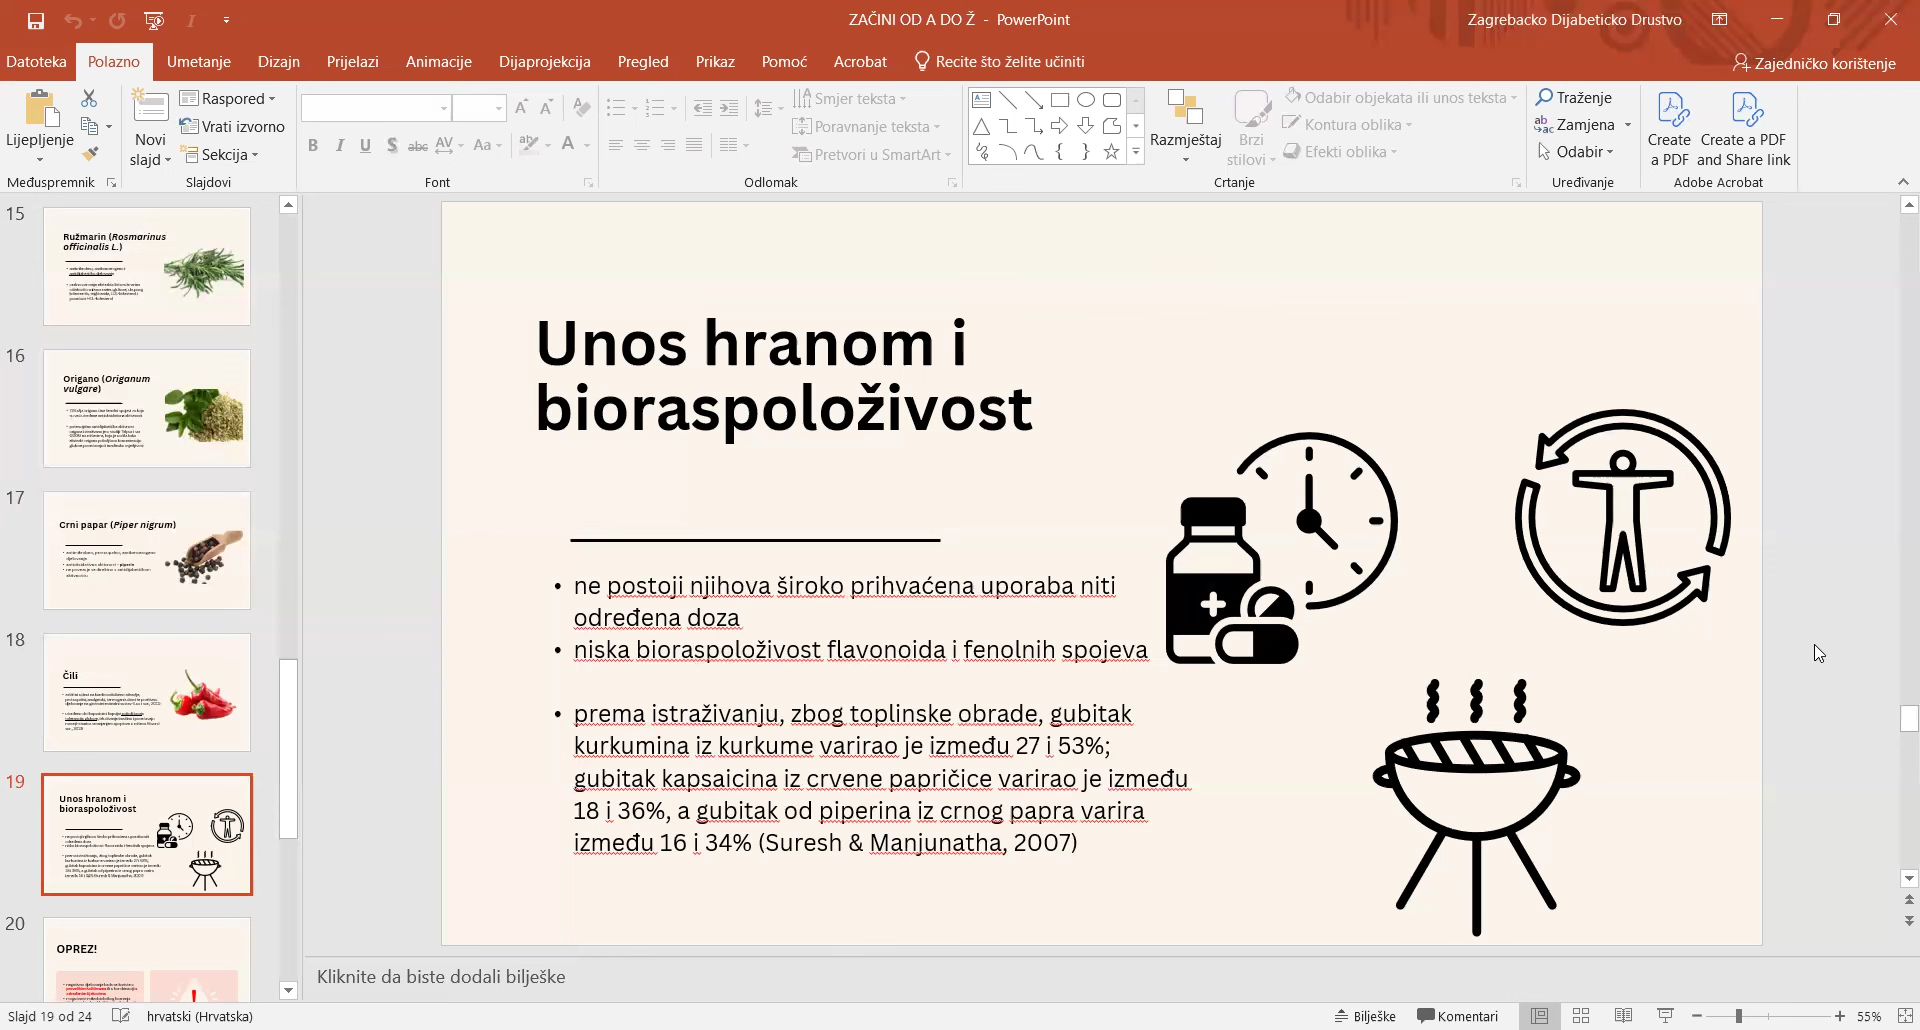 ZAČINI OD A DO Ž - PowerPoint
Zagrebacko Dijabeticko Drustvo
Datoteka Polazno Umetanje Dizajn Prijelazi Animacije Dijaprojekcija Pregled Prikaz Pomoć Acrobat Recite što želite učiniti
Zajedničko korištenje
Lijepljenje
Međuspremnik
Novi
slajd
Raspored
Vrati izvorno
Sekcija
Slajdovi
Font
Smjer teksta
Poravnanje teksta
Pretvori u SmartArt
Odlomak
Razmještaj
Brzi
stilovi
Odabir objekata ili unos teksta
Kontura oblika
Efekti oblika
Crtanje
Traženje
Zamjena
Odabir
Uređivanje
Create
a PDF
Create a PDF
and Share link
Adobe Acrobat
15
Ružmarin (Rosmarinus
officinalis L.)
16
Origano (Origanum
vulgare)
17
Crni papar (Piper nigrum)
18
Čili
19
Unos hranom i
bioraspoloživost
20
OPREZ!
Unos hranom i
bioraspoloživost
• ne postoji njihova široko prihvaćena uporaba niti
određena doza
• niska bioraspoloživost flavonoida i fenolnih spojeva
• prema istraživanju, zbog toplinske obrade, gubitak
kurkumina iz kurkume varirao je između 27 i 53%;
gubitak kapsaicina iz crvene papričice varirao je između
18 i 36%, a gubitak od piperina iz crnog papra varira
između 16 i 34% (Suresh & Manjunatha, 2007)
Kliknite da biste dodali bilješke
Slajd 19 od 24 hrvatski (Hrvatska) Bilješke Komentari 55%